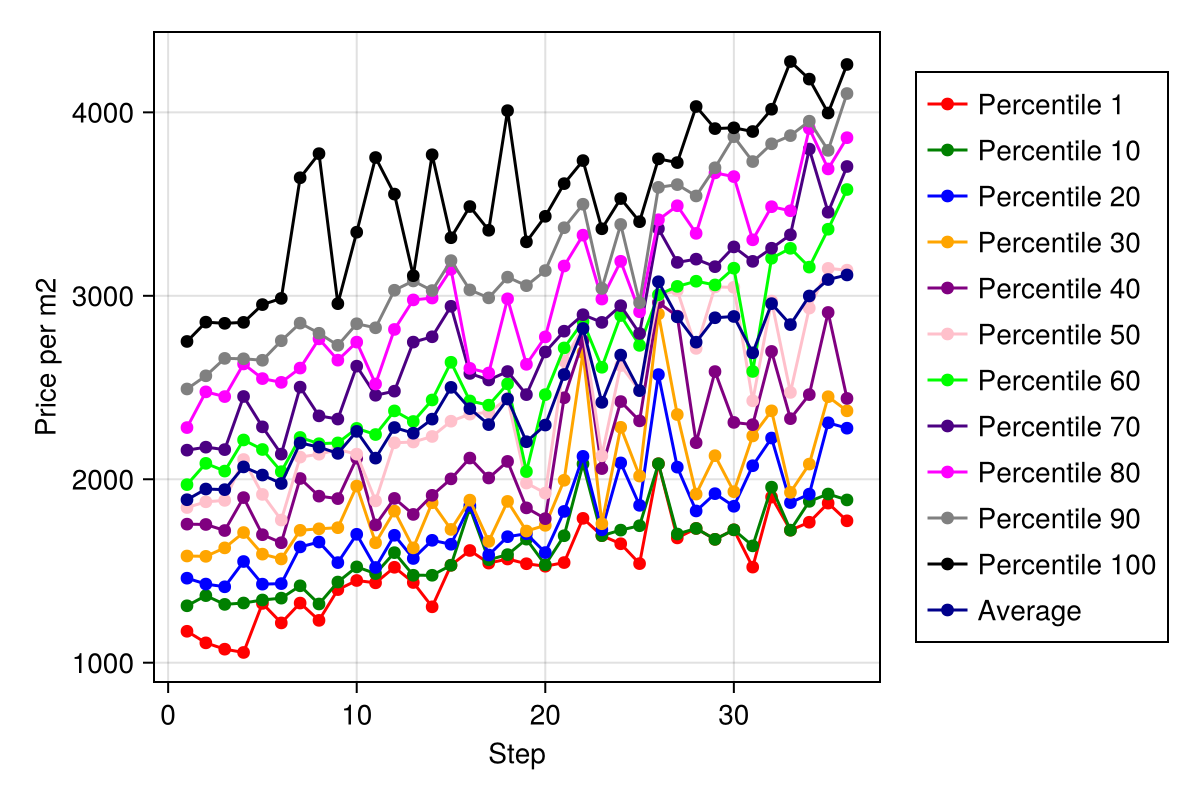 Price per m2
4000
3000
2000
1000
0
10
20
30
Step
Percentile 1
Percentile 10
Percentile 20
Percentile 30
Percentile 40
Percentile 50
Percentile 60
Percentile 70
Percentile 80
Percentile 90
Percentile 100
Average